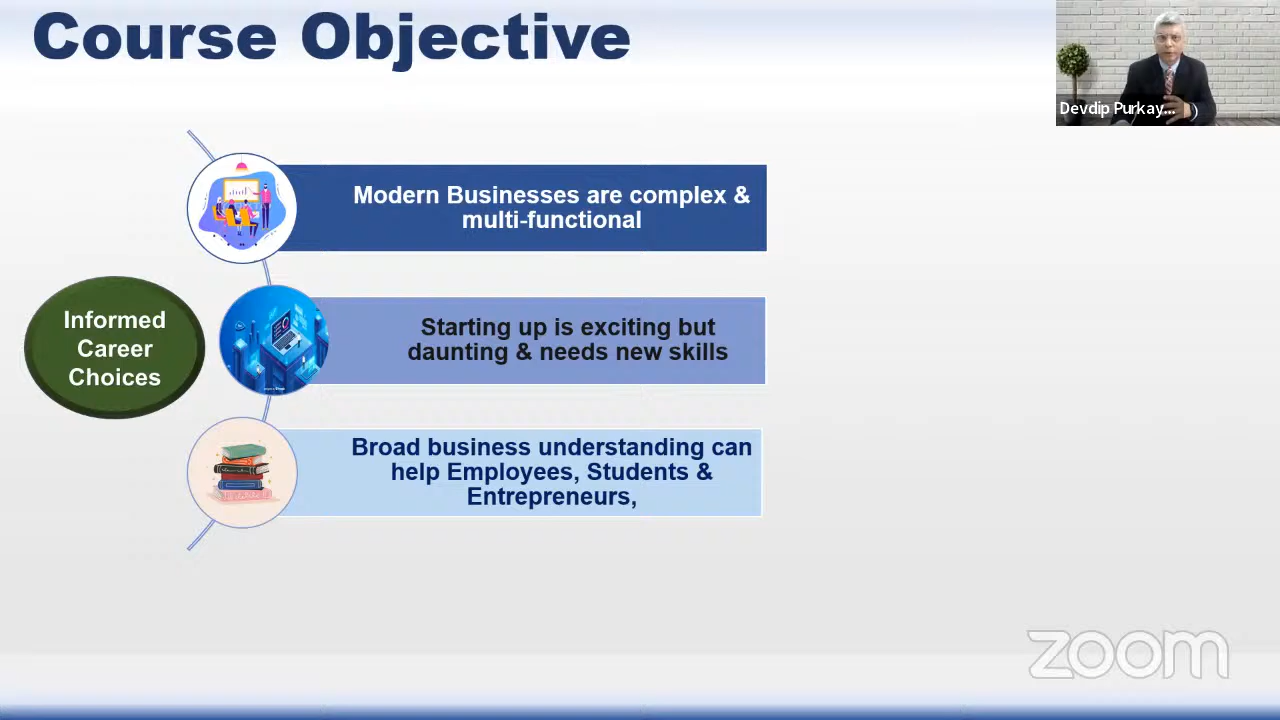 Course Objective
Devdip Purkay...
Modern Businesses are complex &
multi-functional
Informed
Career
Choices
Starting up is exciting but
daunting & needs new skills
Broad business understanding can
help Employees, Students &
Entrepreneurs,
zoom